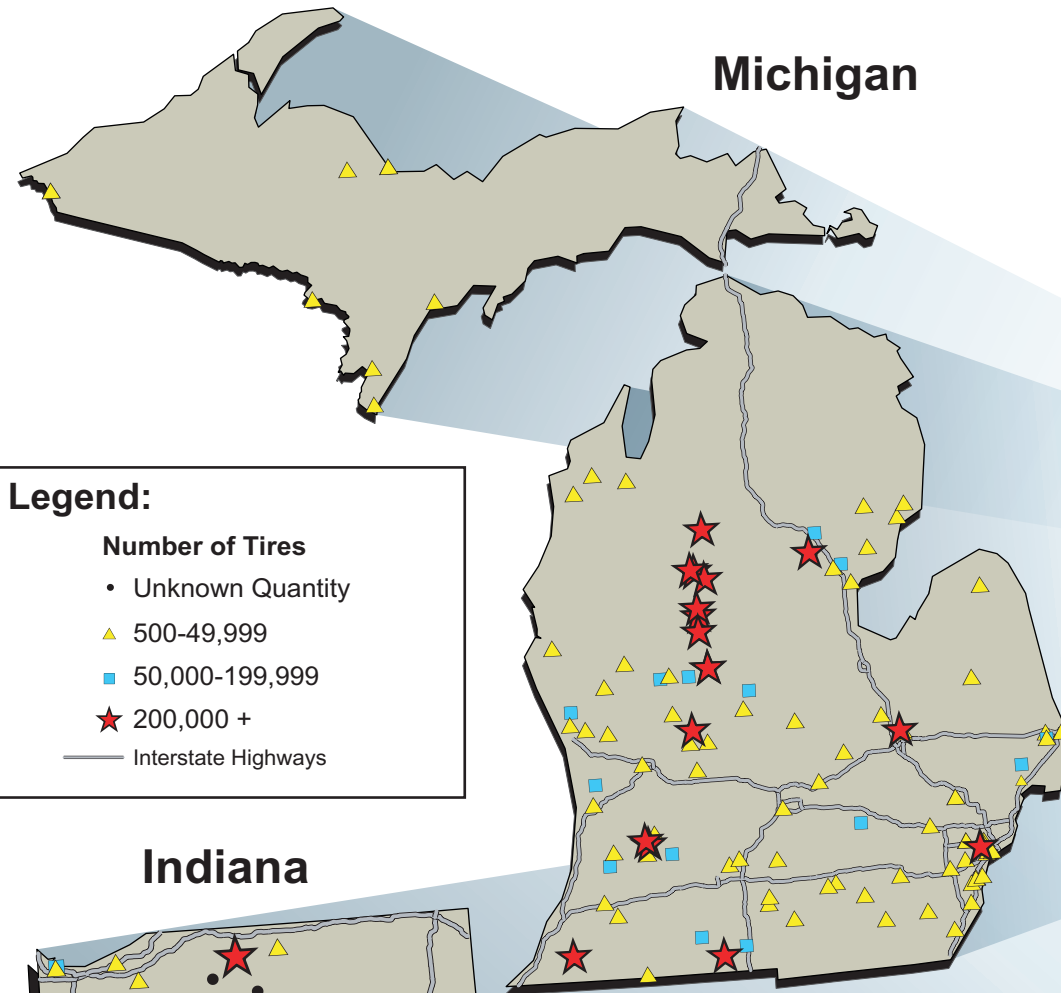 Michigan
Legend:
Number of Tires
Unknown Quantity
500-49,999
50,000-199,999
200,000 +
Interstate Highways
Indiana